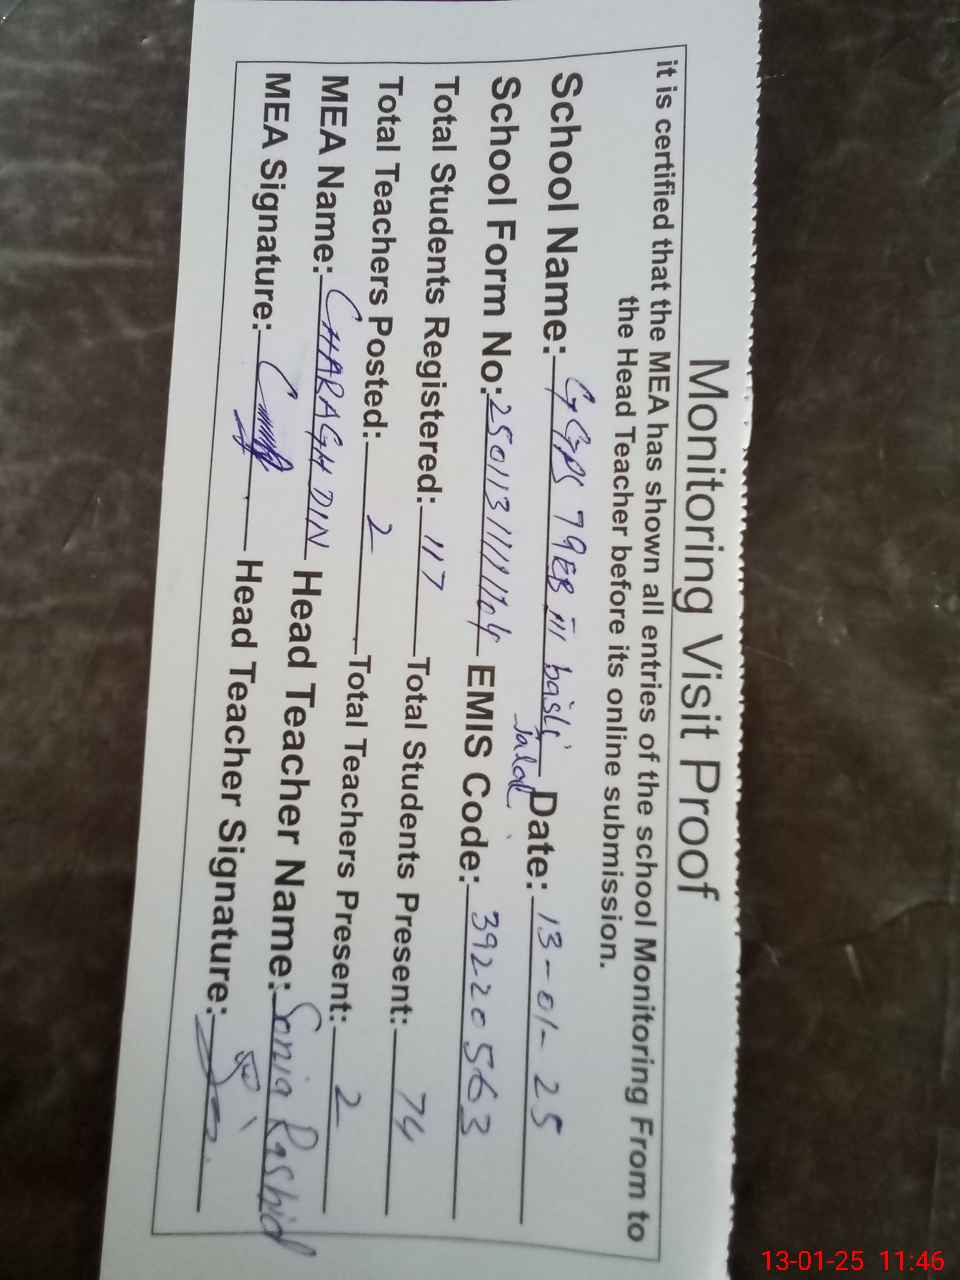 Monitoring Visit Proof
it is certified that the MEA has shown all entries of the school Monitoring From to
the Head Teacher before its online submission.
School Name: GGPS 79EB III basti Date: 13-01-25
Jalal
School Form No: EMIS Code: 39220563
Total Students Registered: 117 Total Students Present: 74
Total Teachers Posted: 2 Total Teachers Present: 2
MEA Name: CHARAGH DIN Head Teacher Name: Sonia Rashid
MEA Signature: Head Teacher Signature:
13-01-25 11:46